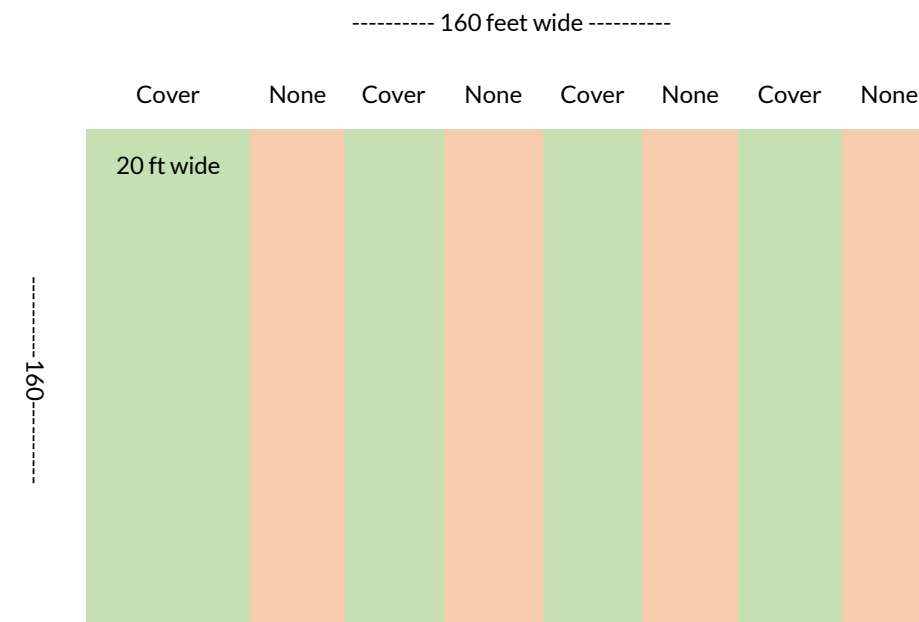 ---------- 160 feet wide ----------
Cover None Cover None Cover None Cover None
20 ft wide
----------160----------